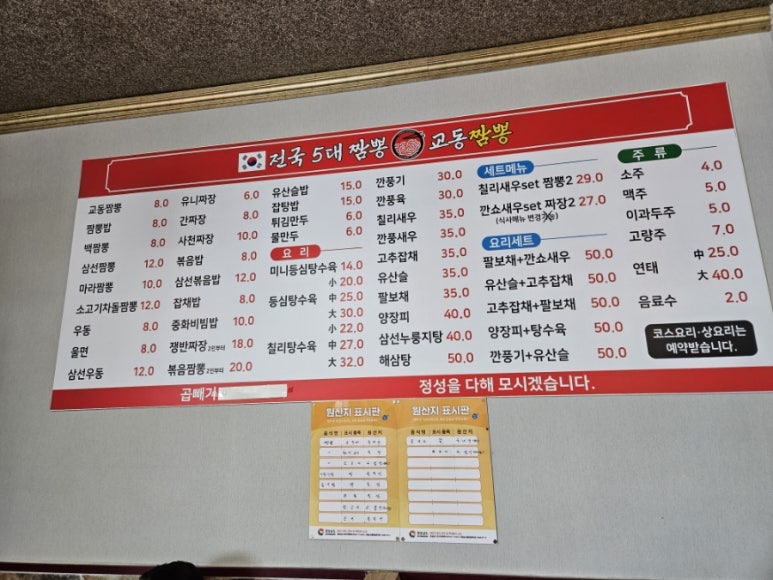 전국 5대 짬뽕 교동짬뽕
교동짬뽕 8.0
짬뽕밥 8.0
백짬뽕 8.0
삼선짬뽕 12.0
마라짬뽕 10.0
소고기차돌짬뽕 12.0
우동 8.0
울면 8.0
삼선우동 12.0
유니짜장 6.0
간짜장 8.0
사천짜장 10.0
볶음밥 8.0
삼선볶음밥 12.0
잡채밥 8.0
중화비빔밥 10.0
쟁반짜장 2인부터 18.0
볶음짬뽕 2인부터 20.0
유산슬밥 15.0
잡탕밥 15.0
튀김만두 6.0
물만두 6.0
요 리
미니등심탕수육 14.0
小 20.0
등심탕수육 中 25.0
大 30.0
小 22.0
칠리탕수육 中 27.0
大 32.0
깐풍기 30.0
깐풍육 30.0
칠리새우 35.0
깐풍새우 35.0
고추잡채 35.0
유산슬 35.0
팔보채 35.0
양장피 40.0
삼선누룽지탕 40.0
해삼탕 50.0
세트메뉴
칠리새우set 짬뽕2 29.0
깐쇼새우set 짜장2 27.0
(식사메뉴 변경가능)
요리세트
팔보채+깐쇼새우 50.0
유산슬+고추잡채 50.0
고추잡채+팔보채 50.0
양장피+탕수육 50.0
깐풍기+유산슬 50.0
주 류
소주 4.0
맥주 5.0
이과두주 5.0
고량주 7.0
연태 中 25.0
大 40.0
음료수 2.0
코스요리·상요리는
예약받습니다.
곱빼기
정성을 다해 모시겠습니다.
원산지 표시판
원산지 표시판